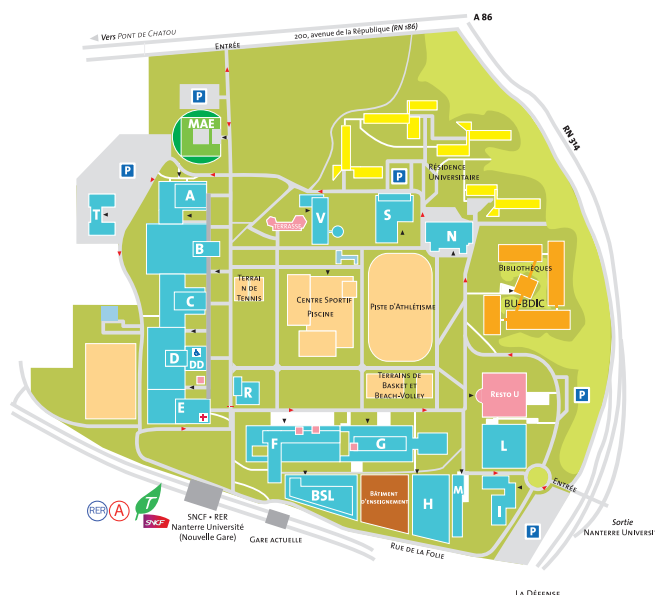 A 86
Vers PONT DE CHATOU
200, avenue de la République (RN 186)
ENTRÉE
P
MAE
RN 314
P
RÉSIDENCE
UNIVERSITAIRE
P
A
T
V
S
TERRASSE
N
B
BIBLIOTHÈQUES
TERRAI
N DE
TENNIS
CENTRE SPORTIF
PISCINE
PISTE D'ATHLÉTISME
BU-BDIC
C
D
DD
TERRAINS DE
BASKET ET
BEACH-VOLLEY
R
RESTO U
P
E
F
G
L
BSL
BÂTIMENT
D'ENSEIGNEMENT
H
M
I
ENTRÉE
RER
A
T
SNCF
SNCF • RER
Nanterre Université
(Nouvelle Gare)
GARE ACTUELLE
RUE DE LA FOLIE
P
Sortie
NANTERRE UNIVERSI
LA DÉFENSE